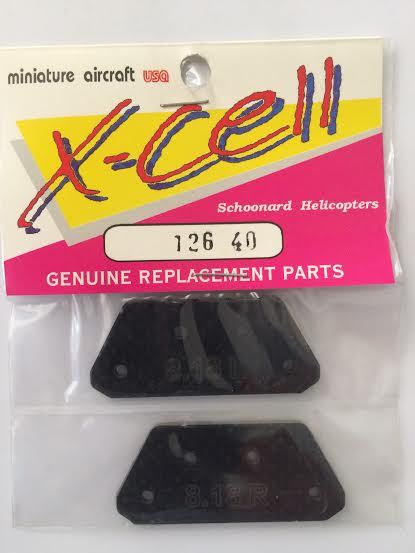 miniature aircraft usa
X-Cell
Schoonard Helicopters
126 40
GENUINE REPLACEMENT PARTS
8.18 L
8.18 R